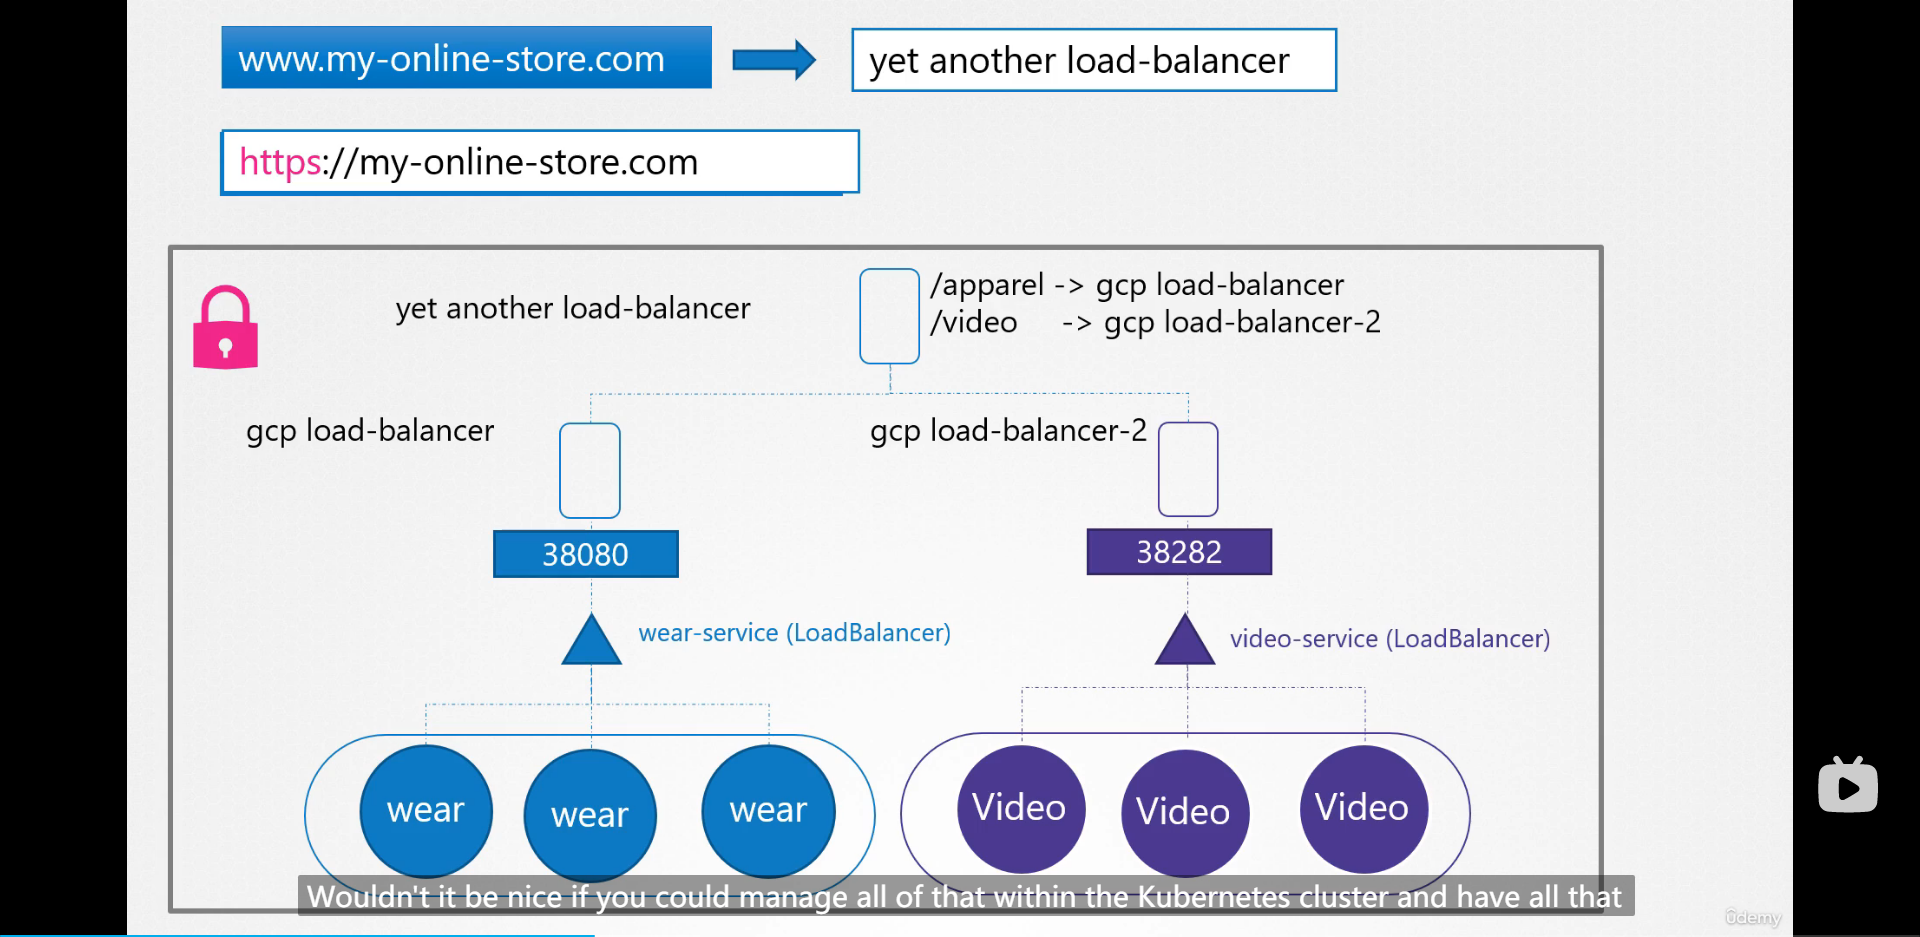 www.my-online-store.com
yet another load-balancer
https://my-online-store.com
yet another load-balancer
/apparel -> gcp load-balancer
/video -> gcp load-balancer-2
gcp load-balancer
gcp load-balancer-2
38080
38282
wear-service (LoadBalancer)
video-service (LoadBalancer)
wear
wear
wear
Video
Video
Video
Wouldn't it be nice if you could manage all of that within the Kubernetes cluster and have all that
ûdemy